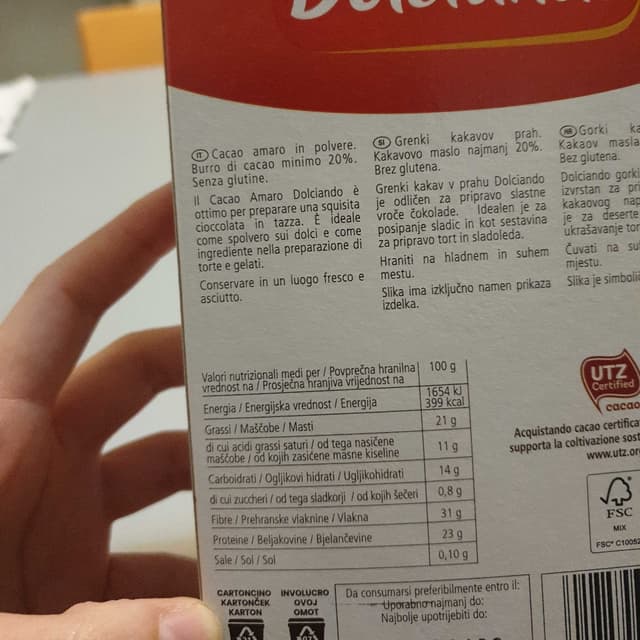 IT Cacao amaro in polvere.
Burro di cacao minimo 20%.
Senza glutine.
Il Cacao Amaro Dolciando è
ottimo per preparare una squisita
cioccolata in tazza. È ideale
come spolvero sui dolci e come
ingrediente nella preparazione di
torte e gelati.
Conservare in un luogo fresco e
asciutto.
SI Grenki kakavov prah.
Kakavovo maslo najmanj 20%.
Brez glutena.
Grenki kakav v prahu Dolciando
je odličen za pripravo slastne
vroče čokolade. Idealen je za
posipanje sladic in kot sestavina
za pripravo tort in sladoleda.
Hraniti na hladnem in suhem
mestu.
Slika ima izključno namen prikaza
izdelka.
HR Gorki
Kakaov masla
Bez glutena.
Dolciando gorki
izvrstan za pri
kakaovog nap
je za deserte
ukrašavanje tor
Čuvati na su
mjestu.
Slika je simboli
Valori nutrizionali medi per / Povprečna hranilna
vrednost na / Prosječna hranjiva vrijednost na 100 g
Energia / Energijska vrednost / Energija 1654 kJ
399 kcal
Grassi / Maščobe / Masti 21 g
di cui acidi grassi saturi / od tega nasičene
maščobe / od kojih zasićene masne kiseline 11 g
Carboidrati / Ogljikovi hidrati / Ugljikohidrati 14 g
di cui zuccheri / od tega sladkorji / od kojih šećeri 0,8 g
Fibre / Prehranske vlaknine / Vlakna 31 g
Proteine / Beljakovine / Bjelančevine 23 g
Sale / Sol / Sol 0,10 g
UTZ
Certified
cacao
Acquistando cacao certifica
supporta la coltivazione sost
www.utz.or
FSC
MIX
FSC® C10052
CARTONCINO
KARTONČEK
KARTON
INVOLUCRO
OVOJ
OMOT
Da consumarsi preferibilmente entro il:
Uporabno najmanj do:
Najbolje upotrijebiti do: